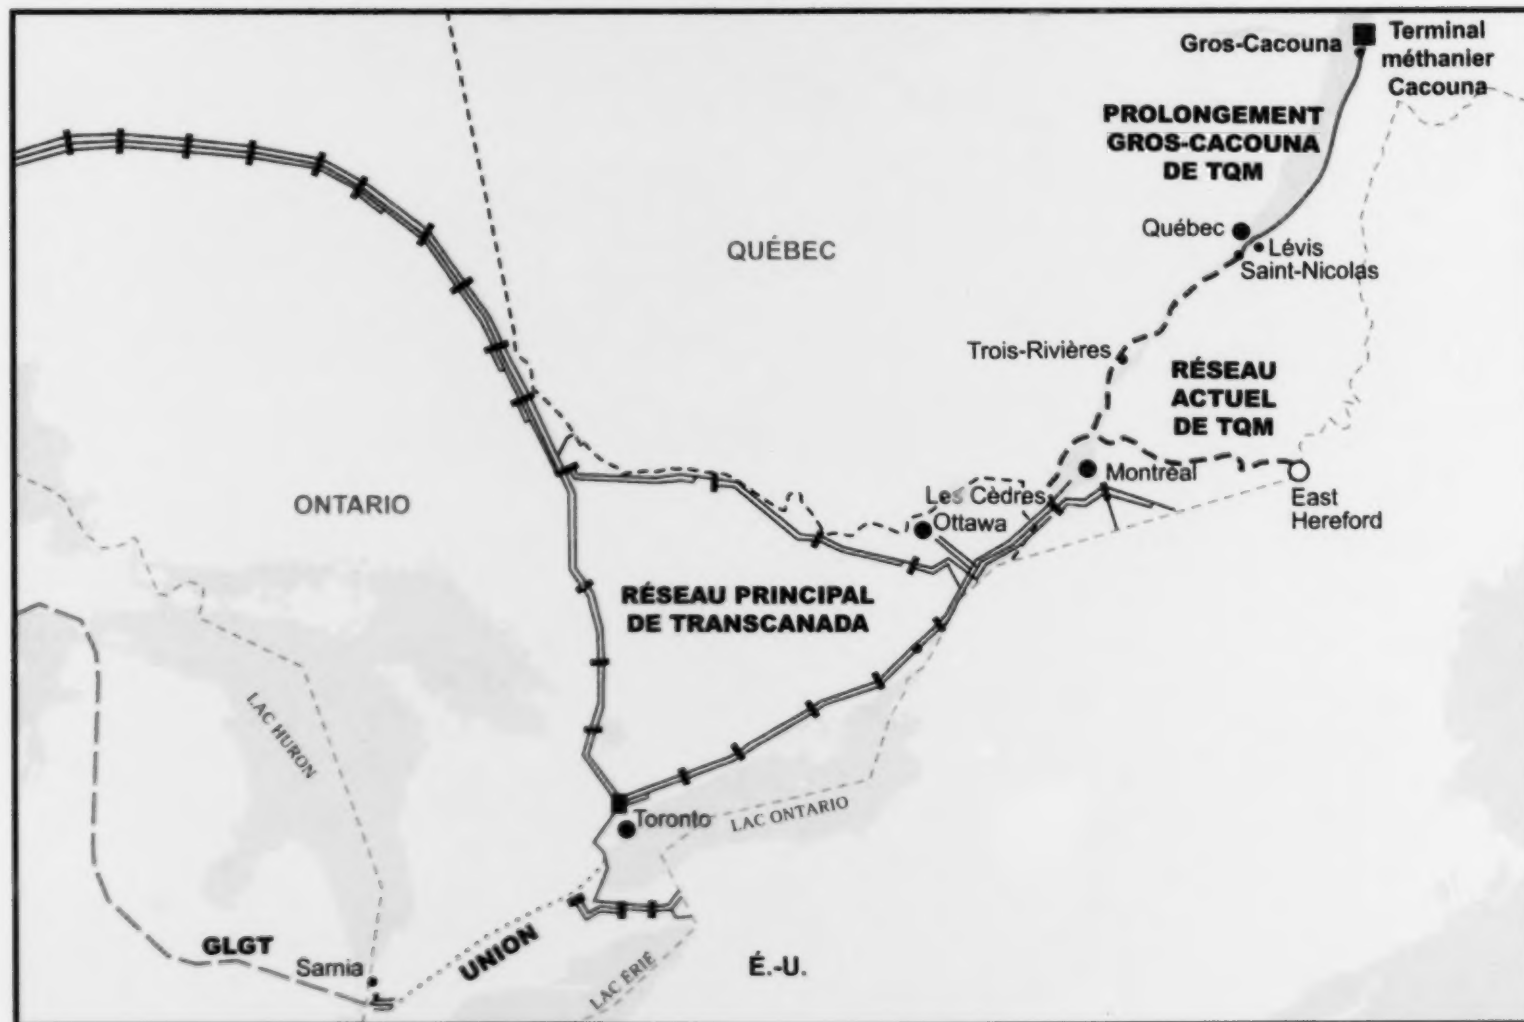 Gros-Cacouna
Terminal
méthanier
Cacouna
PROLONGEMENT
GROS-CACOUNA
DE TQM
Québec
Lévis
Saint-Nicolas
QUÉBEC
Trois-Rivières
RÉSEAU
ACTUEL
DE TQM
Montréal
Les Cèdres
Ottawa
East
Hereford
ONTARIO
RÉSEAU PRINCIPAL
DE TRANSCANADA
LAC HURON
Toronto
LAC ONTARIO
GLGT
Sarnia
UNION
LAC ÉRIÉ
É.-U.